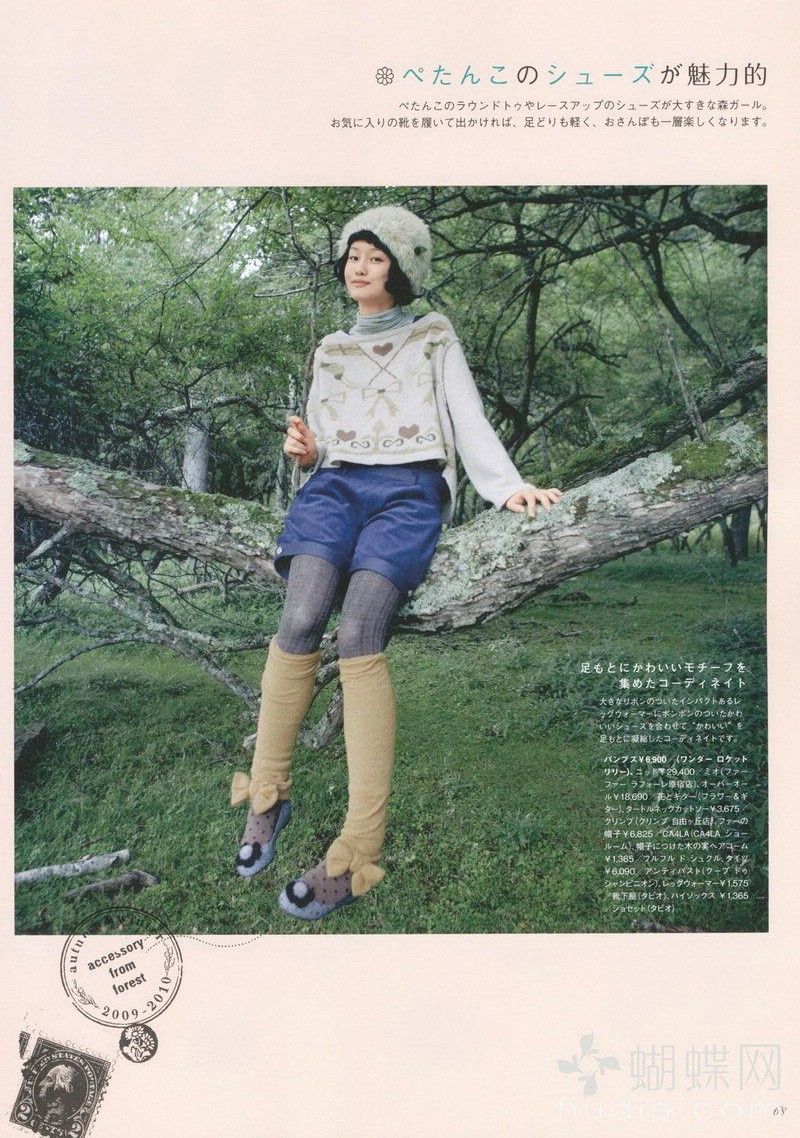 ぺたんこのシューズが魅力的
ぺたんこのラウンドトゥやレースアップのシューズが大すきな森ガール。
お気に入りの靴を履いて出かければ、足どりも軽く、おさんぽも一層楽しくなります。
足もとにかわいいモチーフを
集めたコーディネイト
大きなリボンのついたインパクトあるレ
ッグウォーマーにポンポンのついたかわ
いいシューズを合わせて“かわいい”を
足もとに凝縮したコーディネイトです。
パンプス¥6,900／(ワンダー ロケット
リリー)、ニット¥29,400／ミオ(ファー
ファー ラフォーレ原宿店)、オーバーオー
ル¥18,690／花とギター(フラワー&ギ
ター)、タートルネックカットソー¥3,675／
クリンプ(クリンプ 自由ヶ丘店)、ファーの
帽子¥6,825／CA4LA(CA4LA ショー
ルーム)、帽子につけた木の実ヘアコーム
¥1,365／フルフル ド シュクル、タイツ
¥6,090／アンティパスト(クープ ドゥ
シャンピニオン)、レッグウォーマー¥1,575
／靴下屋(タビオ)、ハイソックス ¥1,365
／ショセット(タビオ)
accessory
from
forest
2009-2010
蝴蝶网
hudie.com
68